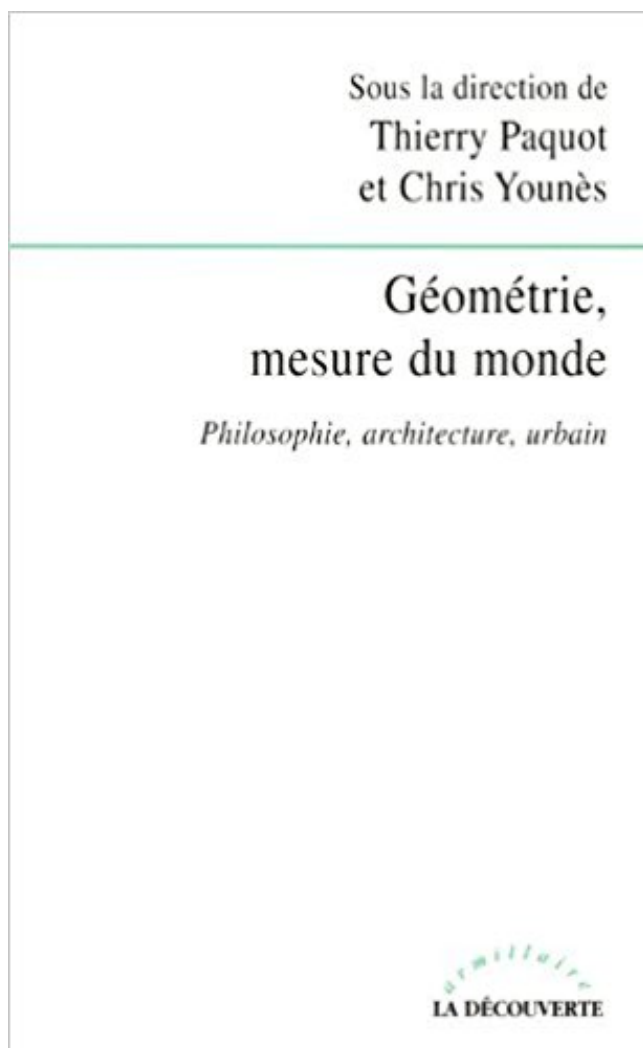 Sous la direction de
Thierry Paquot
et Chris Younès
Géométrie,
mesure du monde
Philosophie, architecture, urbain
armillaire
LA DÉCOUVERTE